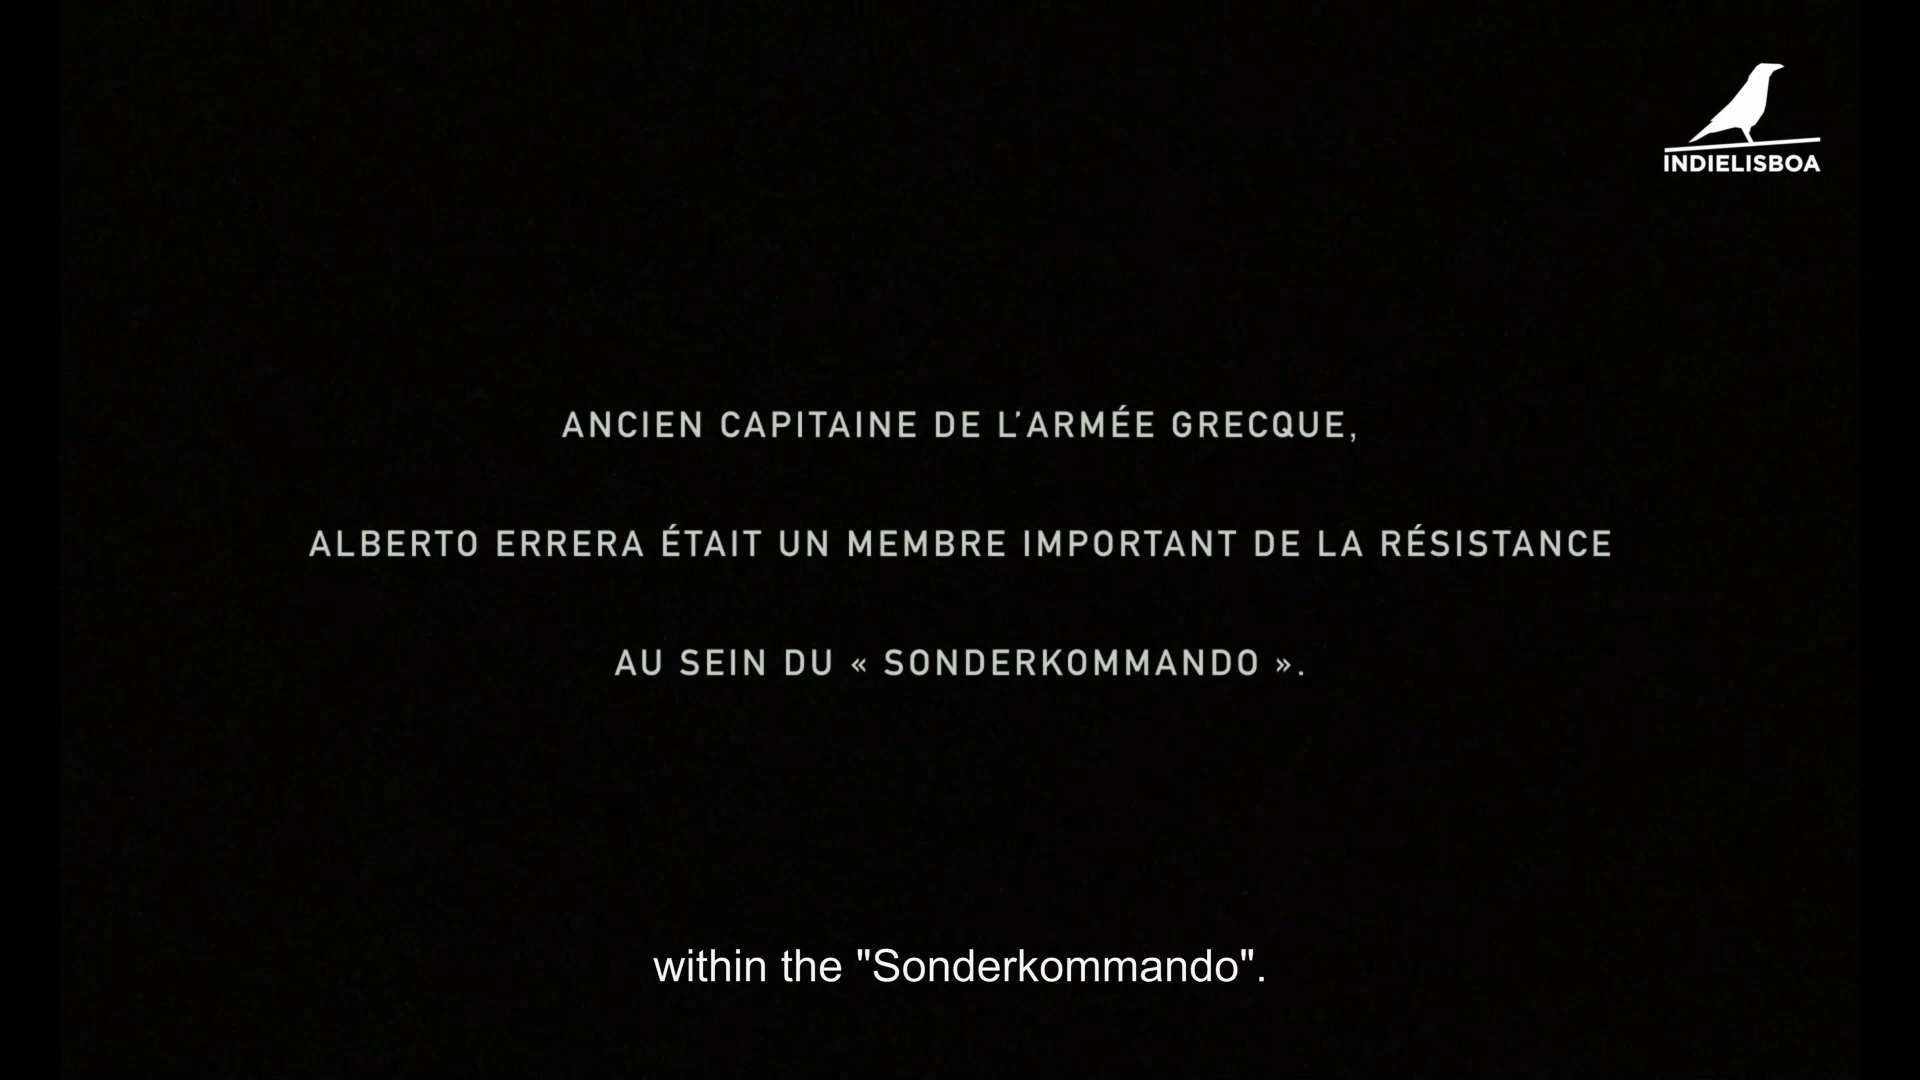 INDIELISBOA
ANCIEN CAPITAINE DE L'ARMÉE GRECQUE,
ALBERTO ERRERA ÉTAIT UN MEMBRE IMPORTANT DE LA RÉSISTANCE
AU SEIN DU « SONDERKOMMANDO ».
within the "Sonderkommando".